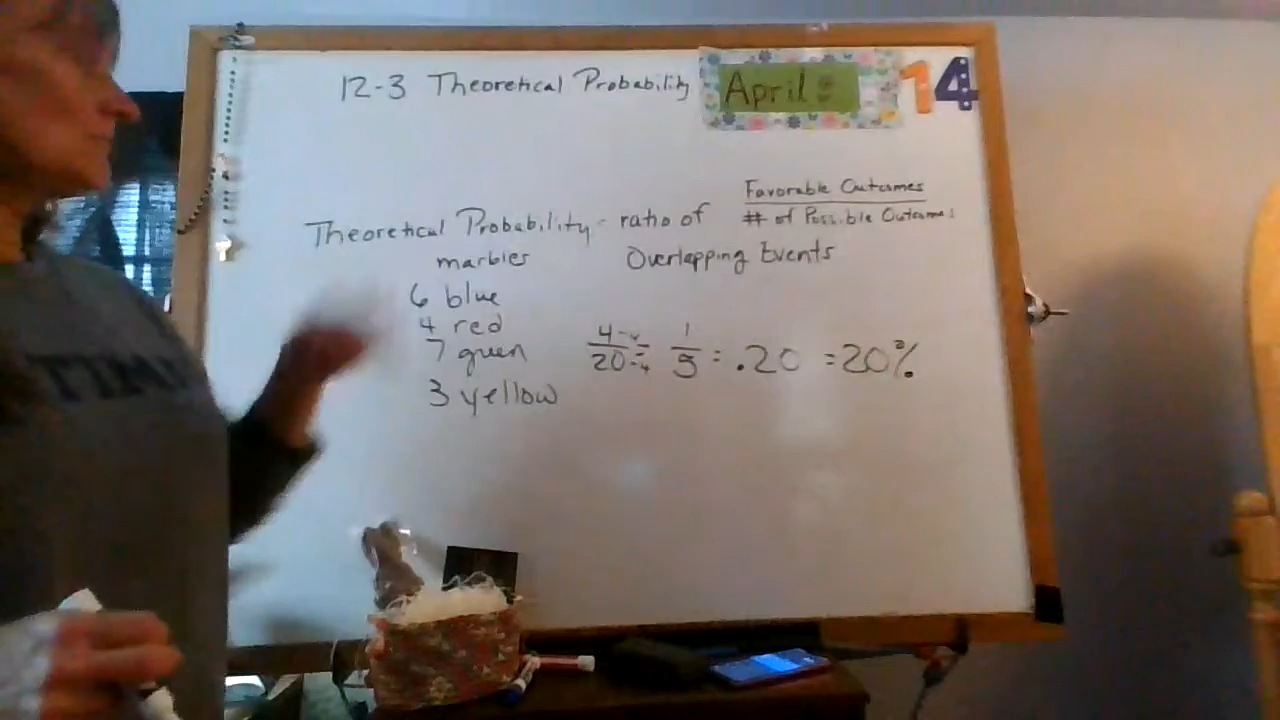 12-3 Theoretical Probability
April 14
Favorable Outcomes
Theoretical Probability - ratio of # of Possible Outcomes
marbles Overlapping Events
6 blue
4 red
7 green
3 yellow
4/20 ÷4/÷4 1/5 = .20 = 20%